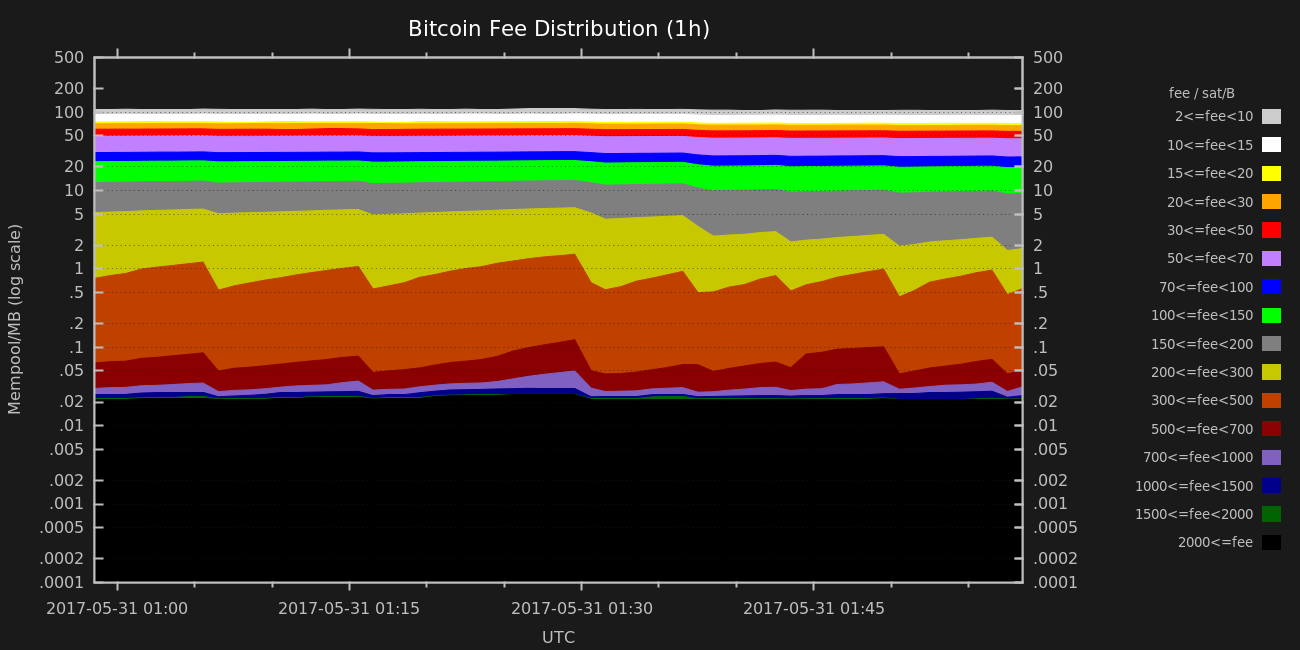 Bitcoin Fee Distribution (1h)
Mempool/MB (log scale)
500
200
100
50
20
10
5
2
1
.5
.2
.1
.05
.02
.01
.005
.002
.001
.0005
.0002
.0001
500
200
100
50
20
10
5
2
1
.5
.2
.1
.05
.02
.01
.005
.002
.001
.0005
.0002
.0001
2017-05-31 01:00
2017-05-31 01:15
2017-05-31 01:30
2017-05-31 01:45
UTC
fee / sat/B
2<=fee<10
10<=fee<15
15<=fee<20
20<=fee<30
30<=fee<50
50<=fee<70
70<=fee<100
100<=fee<150
150<=fee<200
200<=fee<300
300<=fee<500
500<=fee<700
700<=fee<1000
1000<=fee<1500
1500<=fee<2000
2000<=fee